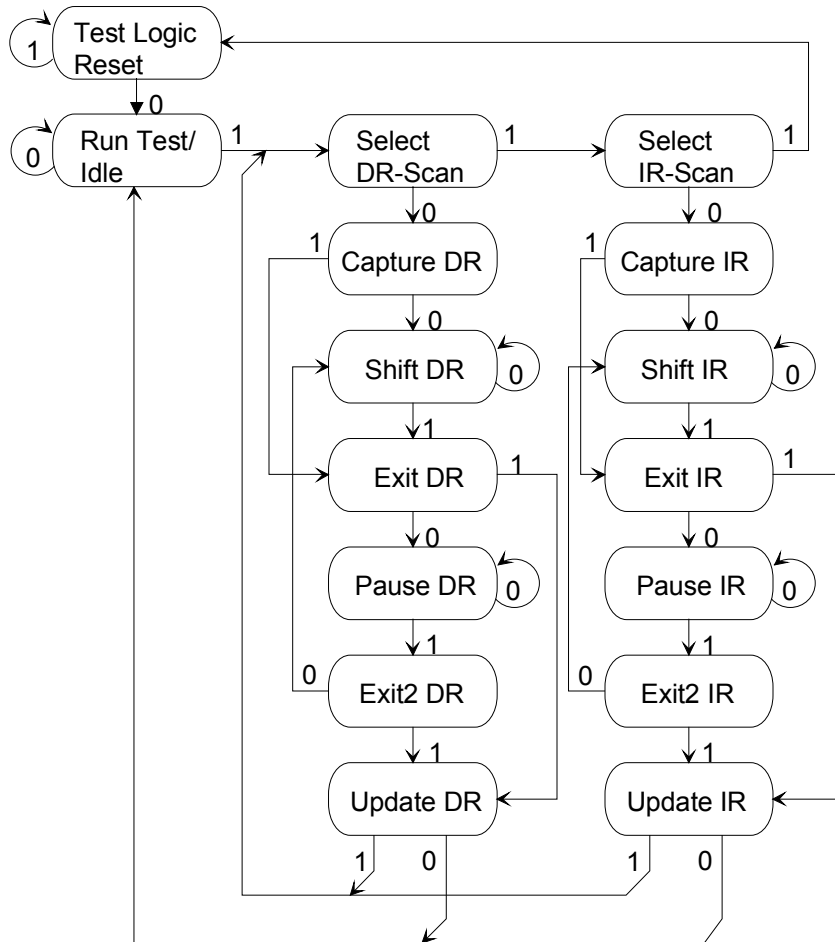 Test Logic
Reset
1
0
Run Test/
Idle
0
1
Select
DR-Scan
1
Select
IR-Scan
1
0
0
1
Capture DR
1
Capture IR
0
0
Shift DR
0
Shift IR
0
1
1
Exit DR
1
Exit IR
1
0
0
Pause DR
0
Pause IR
0
1
1
0
Exit2 DR
0
Exit2 IR
1
1
Update DR
Update IR
1
0
1
0